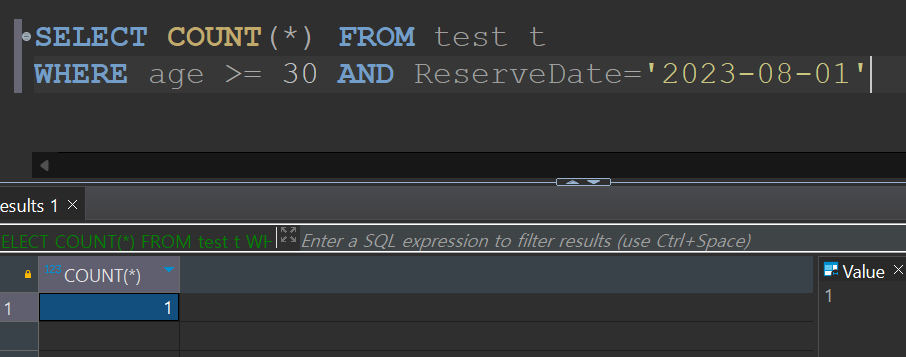 SELECT COUNT(*) FROM test t
WHERE age >= 30 AND ReserveDate='2023-08-01'
esults 1 ×
ELECT COUNT(*) FROM test t WH
Enter a SQL expression to filter results (use Ctrl+Space)
123 COUNT(*)
Value ×
1 1
1